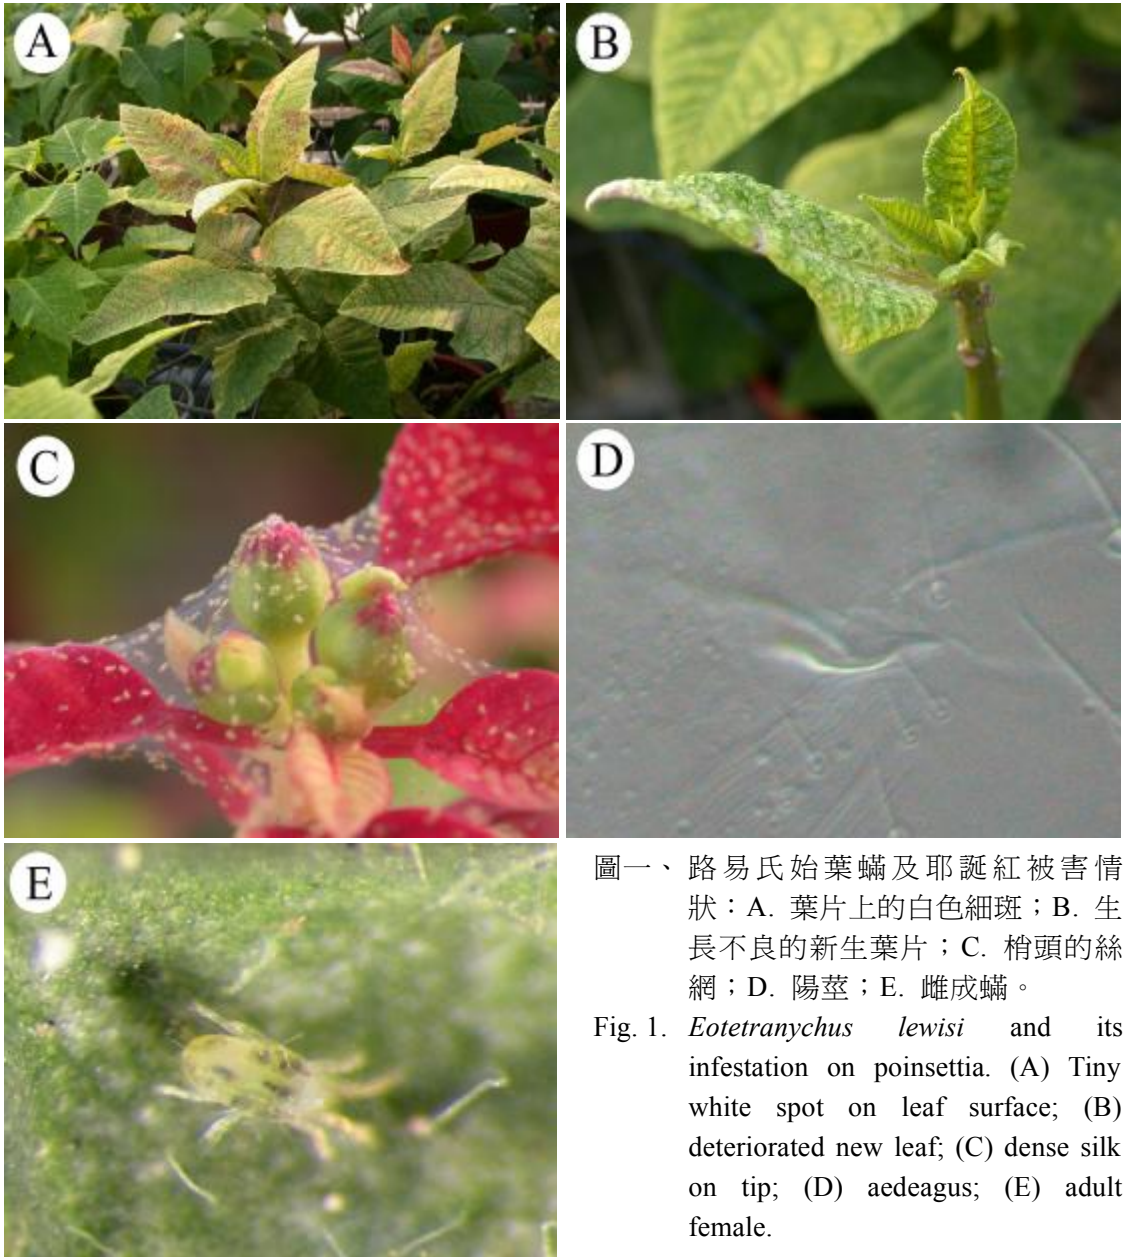 A
B
C
D
E
圖一、路易氏始葉蟎及耶誕紅被害情
狀：A. 葉片上的白色細斑；B. 生
長不良的新生葉片；C. 梢頭的絲
網；D. 陽莖；E. 雌成蟎。
Fig. 1. Eotetranychus lewisi and its
infestation on poinsettia. (A) Tiny
white spot on leaf surface; (B)
deteriorated new leaf; (C) dense silk
on tip; (D) aedeagus; (E) adult
female.